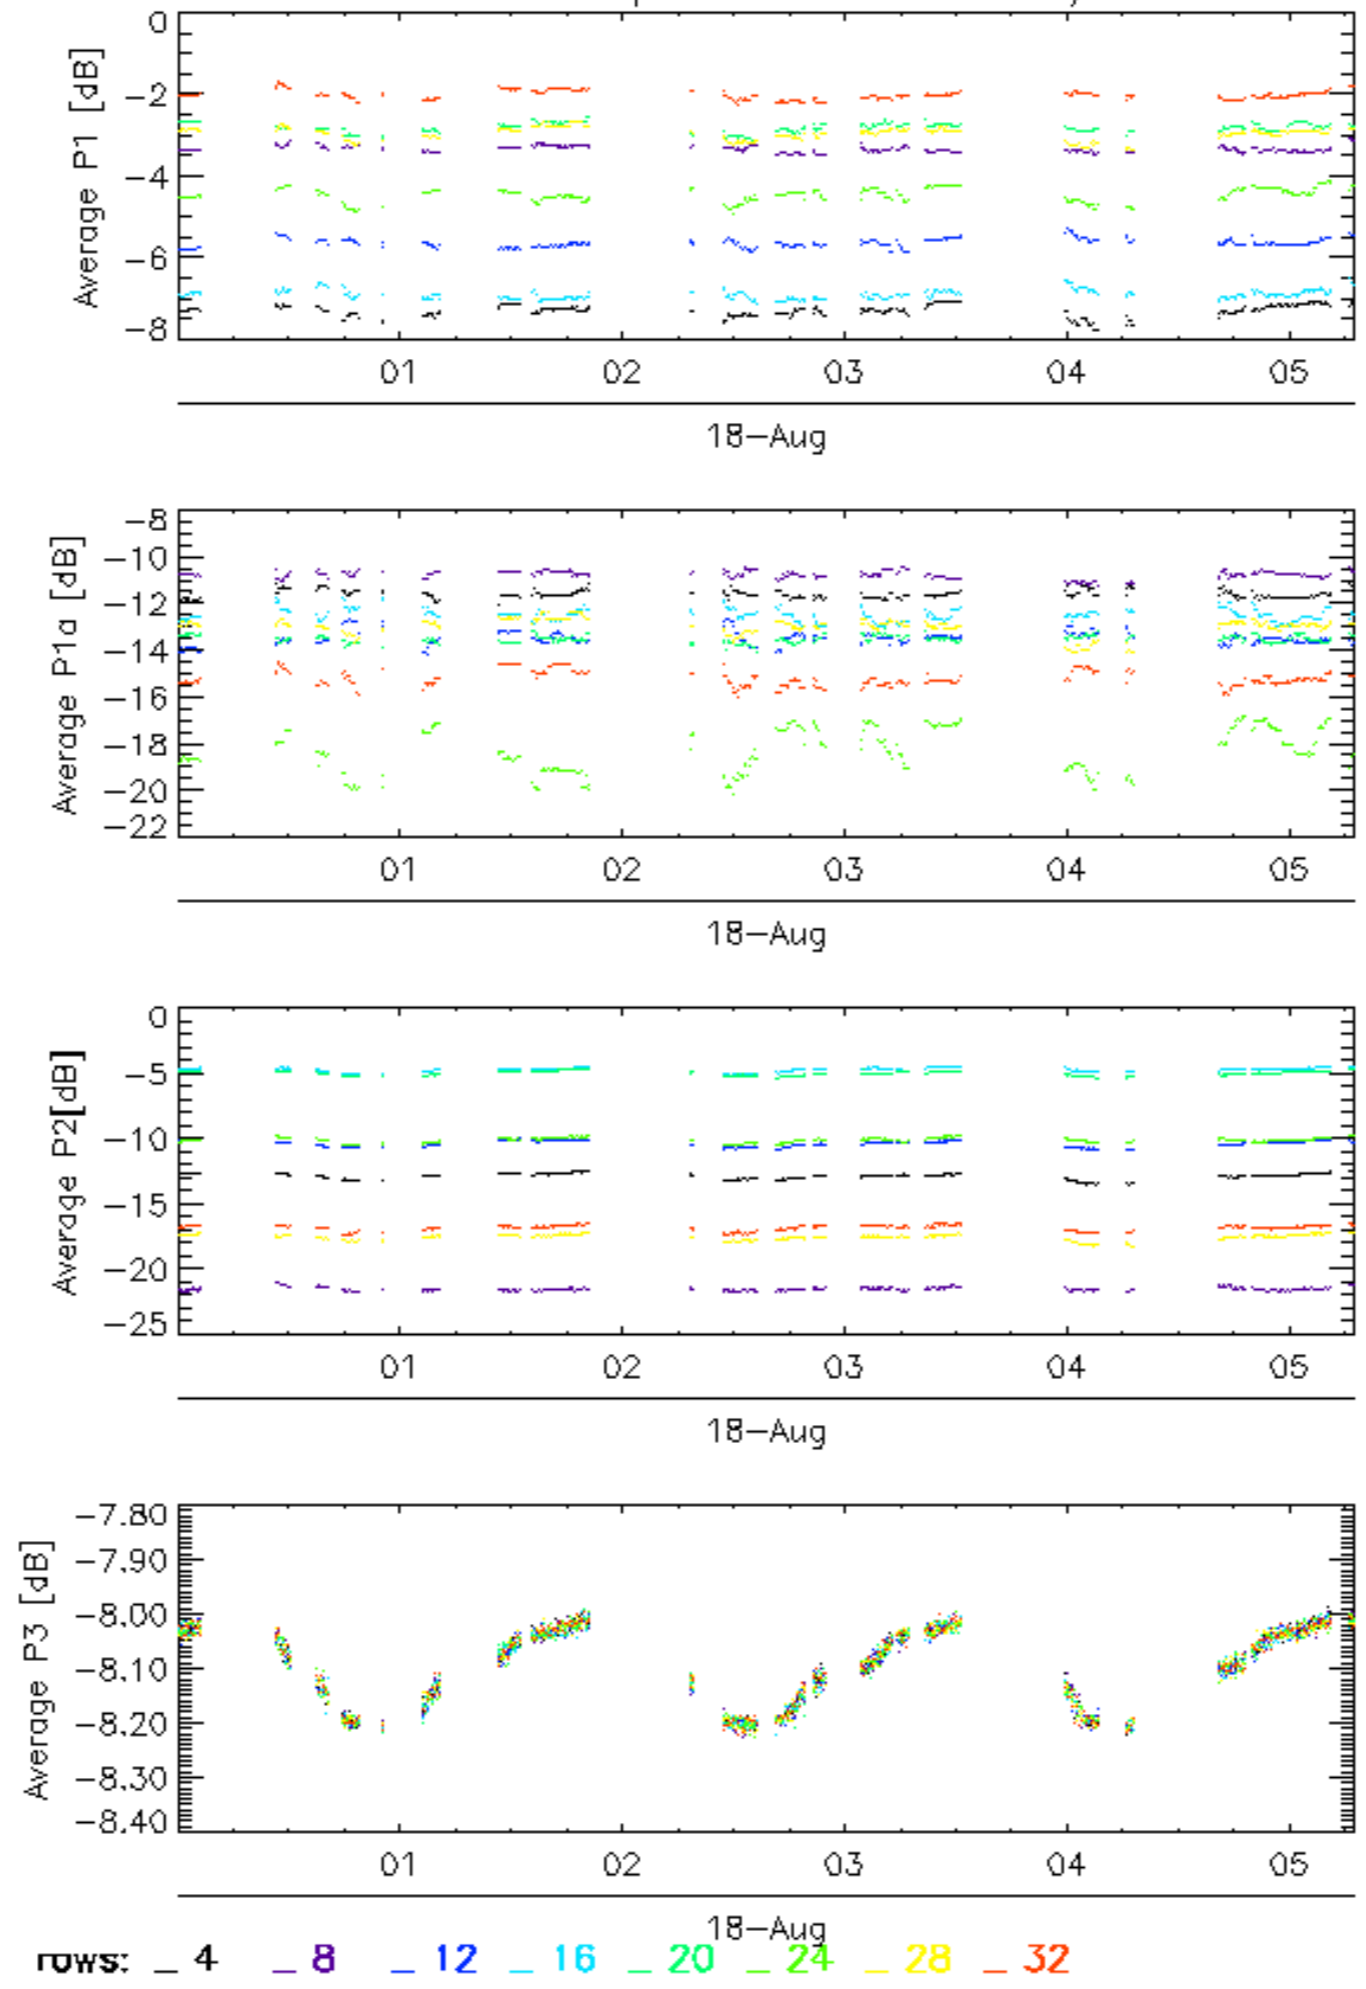 0
−2
−4
−6
−8
Average P1 [dB]
01 02 03 04 05
18−Aug
−8
−10
−12
−14
−16
−18
−20
−22
Average P1a [dB]
01 02 03 04 05
18−Aug
0
−5
−10
−15
−20
−25
Average P2[dB]
01 02 03 04 05
18−Aug
−7.80
−7.90
−8.00
−8.10
−8.20
−8.30
−8.40
Average P3 [dB]
01 02 03 04 05
18−Aug
rows: _ 4 _ 8 _ 12 _ 16 _ 20 _ 24 _ 28 _ 32